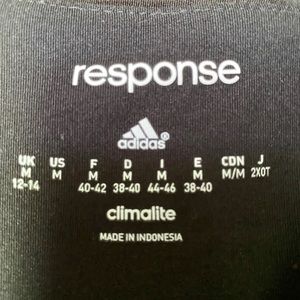 response
adidas®
UK US F D I E CDN J
M M M/M 2XOT
12-14 40-42 38-40 44-46 38-40
climalite
MADE IN INDONESIA